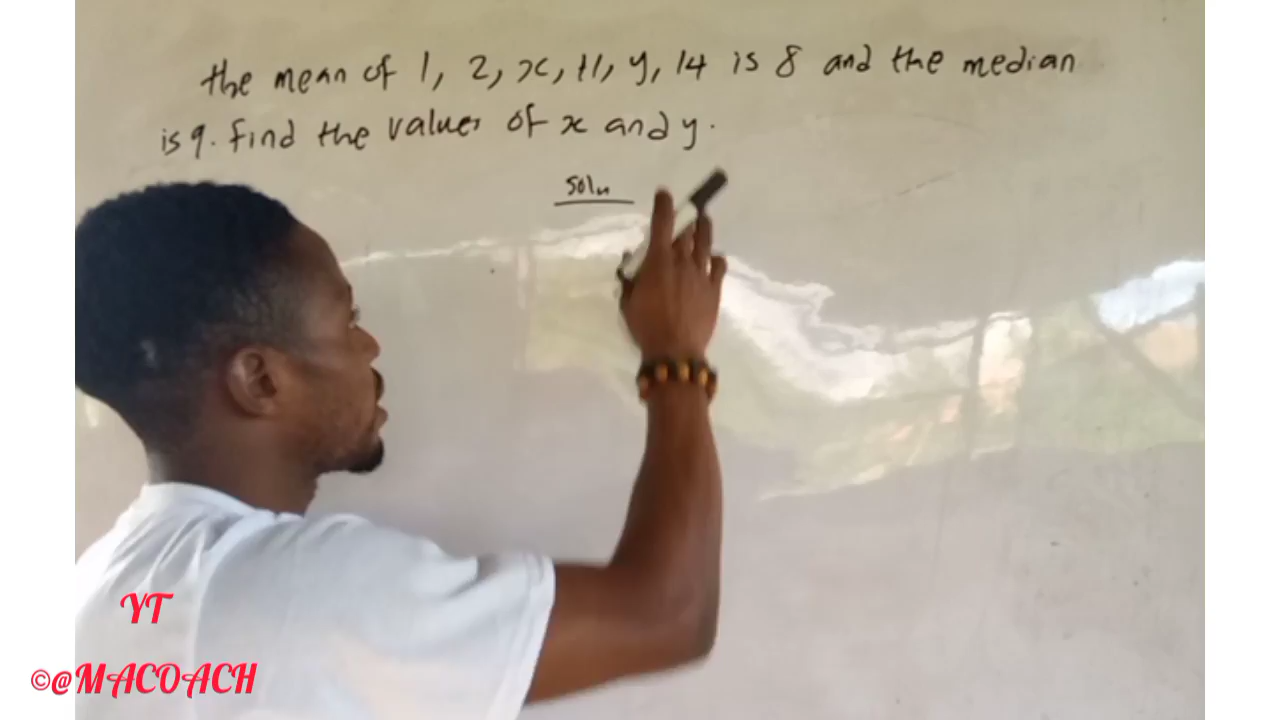 the mean of 1, 2, x, 11, y, 14 is 8 and the median
is 9. find the values of x and y.
soln
YT
©@MACOACH